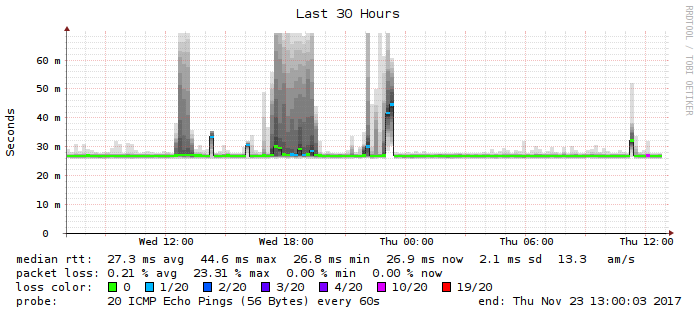 Last 30 Hours
RRDTOOL / TOBI OETIKER
Seconds
60 m
50 m
40 m
30 m
20 m
10 m
0
Wed 12:00 Wed 18:00 Thu 00:00 Thu 06:00 Thu 12:00
median rtt: 27.3 ms avg 44.6 ms max 26.8 ms min 26.9 ms now 2.1 ms sd 13.3 am/s
packet loss: 0.21 % avg 23.31 % max 0.00 % min 0.00 % now
loss color: 0 1/20 2/20 3/20 4/20 10/20 19/20
probe: 20 ICMP Echo Pings (56 Bytes) every 60s end: Thu Nov 23 13:00:03 2017